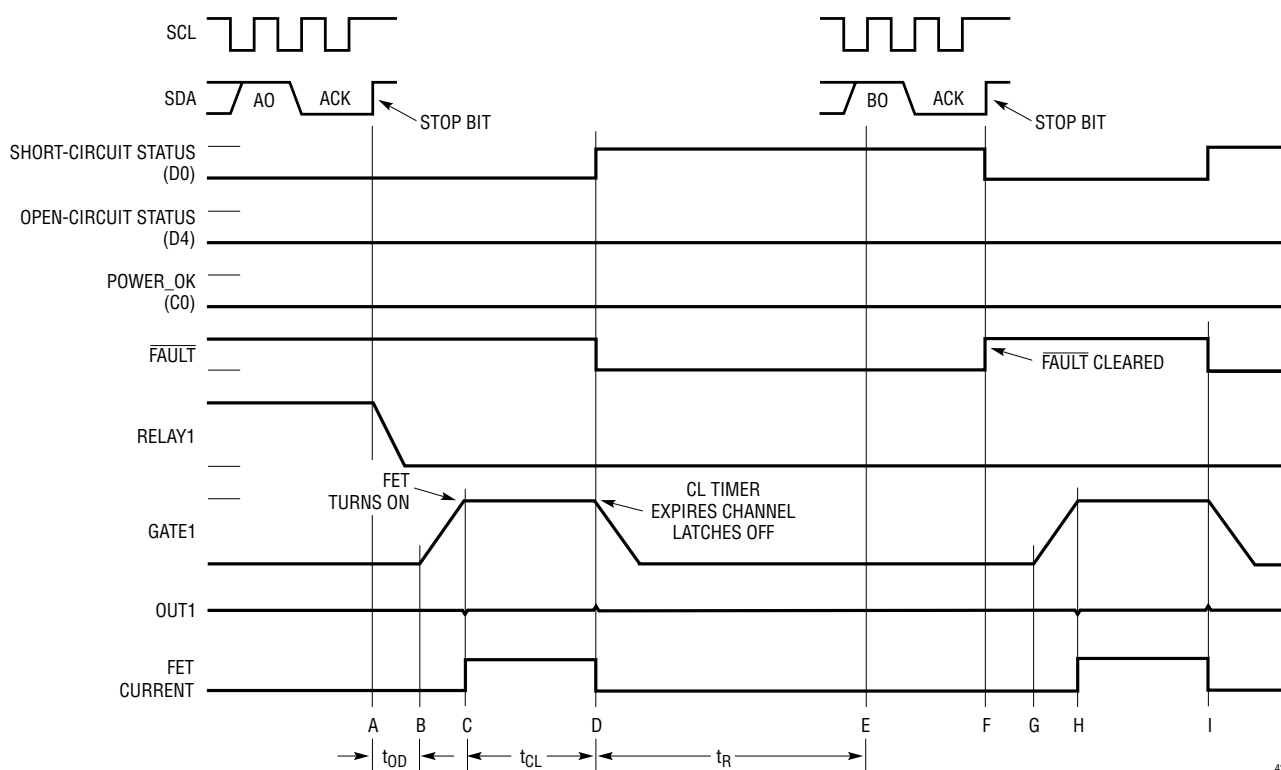 SCL
SDA
AO
ACK
STOP BIT
BO
ACK
STOP BIT
SHORT-CIRCUIT STATUS
(D0)
OPEN-CIRCUIT STATUS
(D4)
POWER_OK
(C0)
FAULT
FAULT CLEARED
RELAY1
FET
TURNS ON
CL TIMER
EXPIRES CHANNEL
LATCHES OFF
GATE1
OUT1
FET
CURRENT
A B C D E F G H I
tOD tCL tR